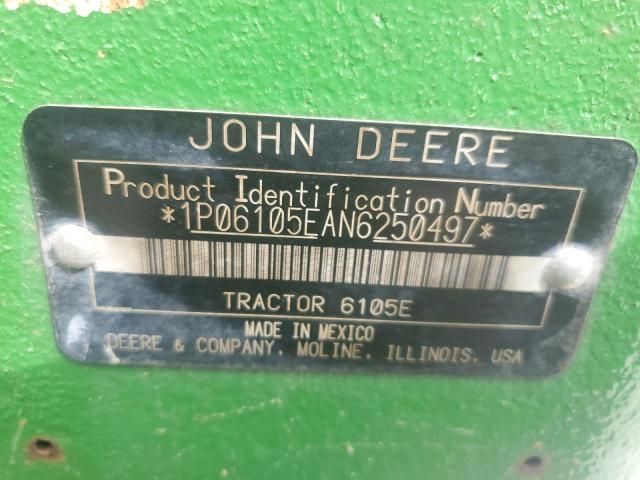 JOHN DEERE
Product Identification Number
*1P06105EAN6250497*
TRACTOR 6105E
MADE IN MEXICO
DEERE & COMPANY, MOLINE, ILLINOIS, USA